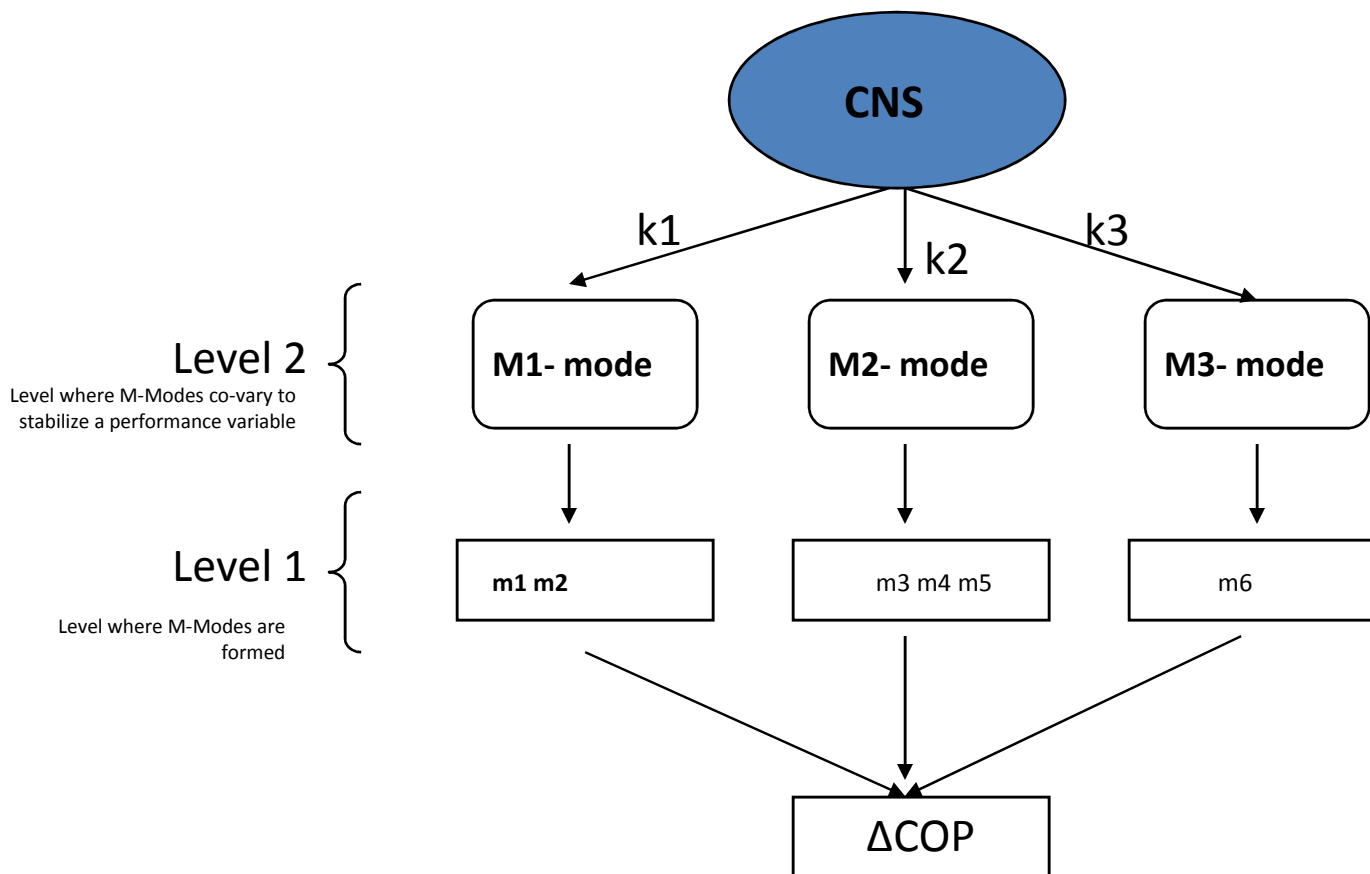 CNS
k1
k2
k3
Level 2
Level where M-Modes co-vary to
stabilize a performance variable
M1- mode
M2- mode
M3- mode
Level 1
Level where M-Modes are
formed
m1 m2
m3 m4 m5
m6
ΔCOP